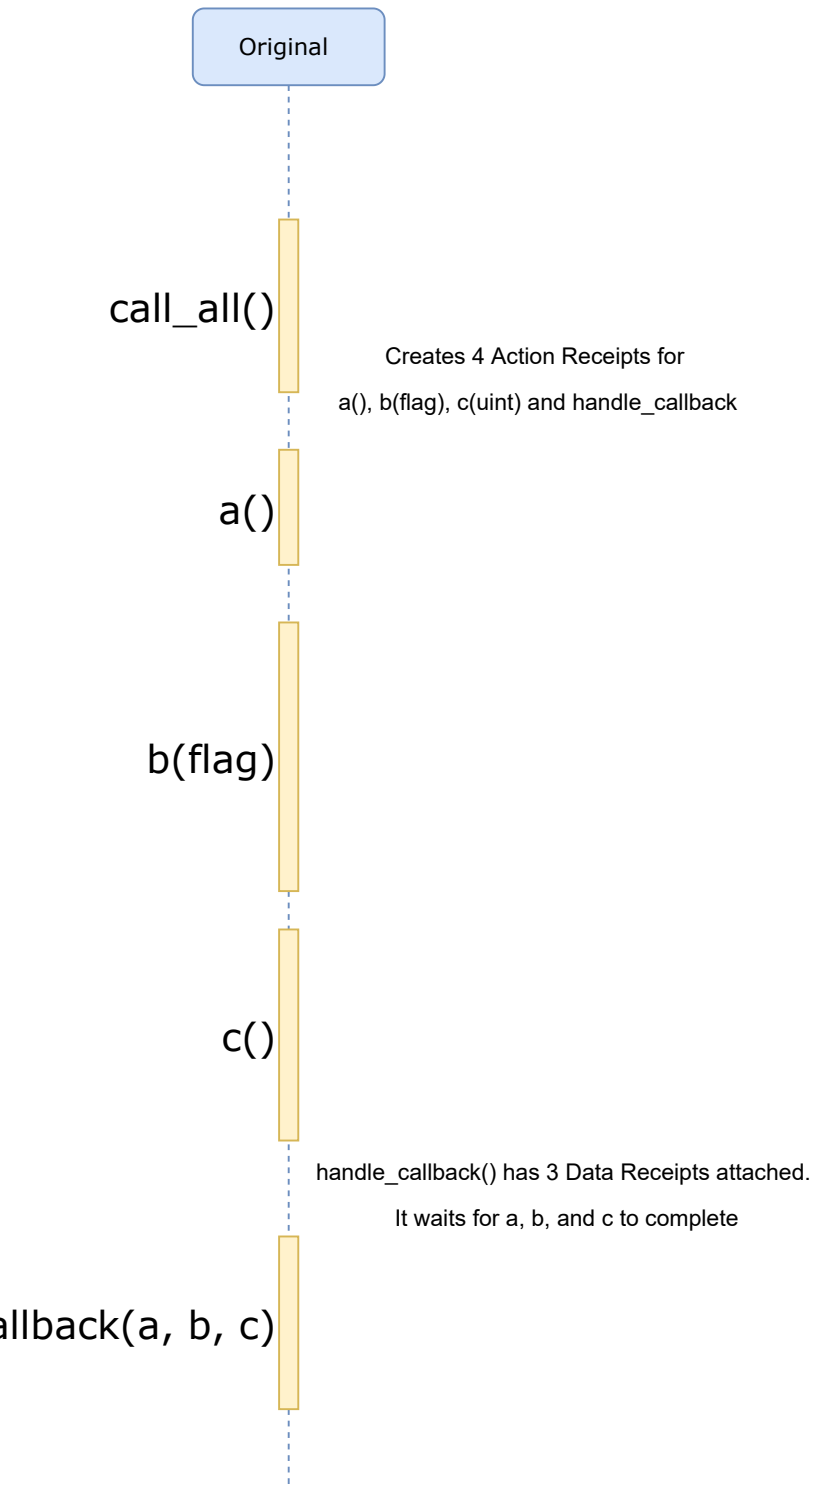 Original
call_all()
Creates 4 Action Receipts for
a(), b(flag), c(uint) and handle_callback
a()
b(flag)
c()
handle_callback() has 3 Data Receipts attached.
It waits for a, b, and c to complete
allback(a, b, c)